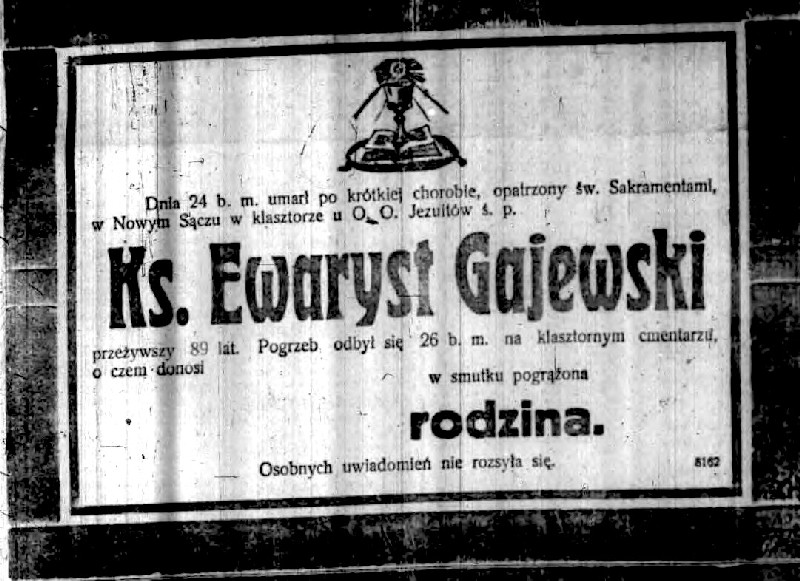 Dnia 24 b. m. umarł po krótkiej chorobie, opatrzony św. Sakramentami,
w Nowym Sączu w klasztorze u O. O. Jezuitów ś. p.
Ks. Ewaryst Gajewski
przeżywszy 89 lat. Pogrzeb odbył się 26 b. m. na klasztornym cmentarzu,
o czem donosi
w smutku pogrążona
rodzina.
Osobnych uwiadomień nie rozsyła się.
8162